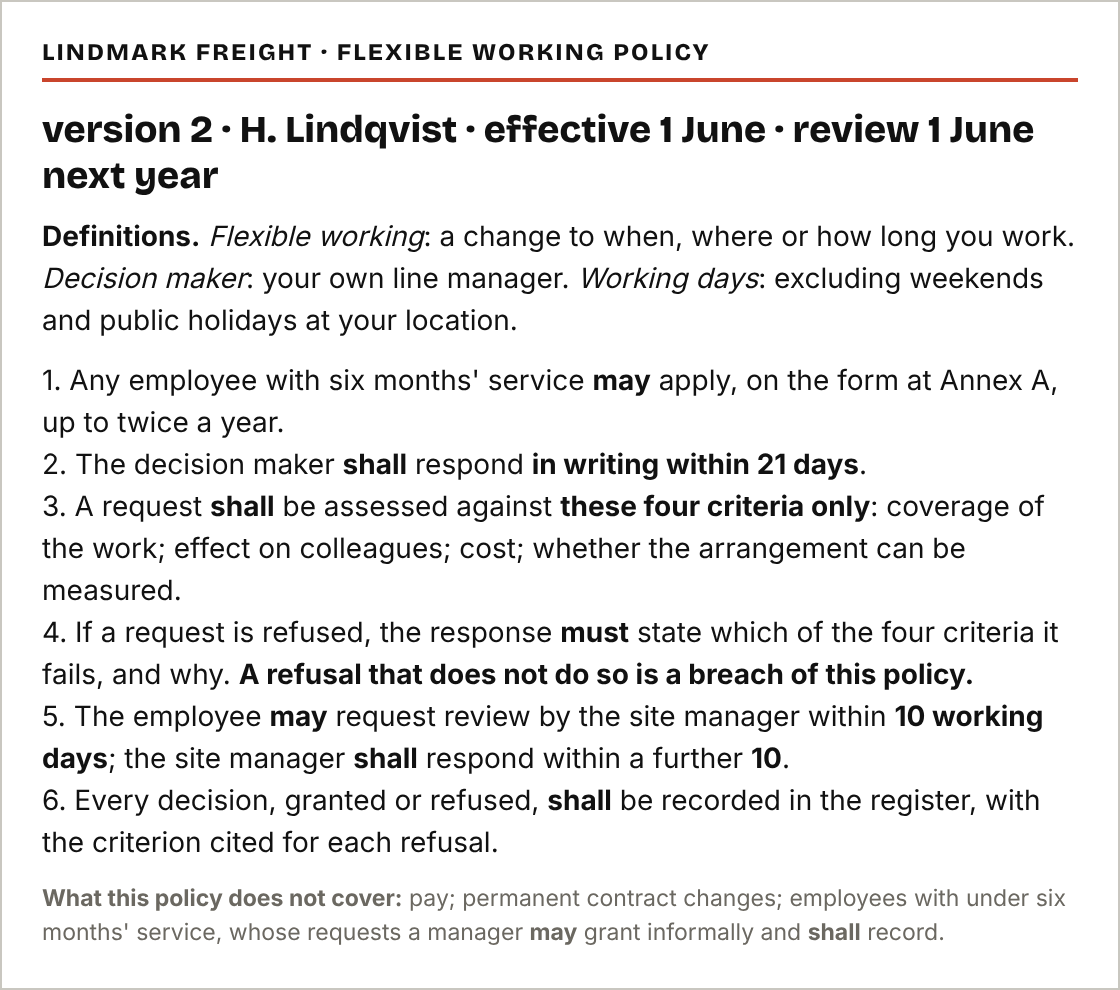 LINDMARK FREIGHT · FLEXIBLE WORKING POLICY
version 2 · H. Lindqvist · effective 1 June · review 1 June
next year
Definitions. Flexible working: a change to when, where or how long you work.
Decision maker: your own line manager. Working days: excluding weekends
and public holidays at your location.
1. Any employee with six months' service may apply, on the form at Annex A,
up to twice a year.
2. The decision maker shall respond in writing within 21 days.
3. A request shall be assessed against these four criteria only: coverage of
the work; effect on colleagues; cost; whether the arrangement can be
measured.
4. If a request is refused, the response must state which of the four criteria it
fails, and why. A refusal that does not do so is a breach of this policy.
5. The employee may request review by the site manager within 10 working
days; the site manager shall respond within a further 10.
6. Every decision, granted or refused, shall be recorded in the register, with
the criterion cited for each refusal.
What this policy does not cover: pay; permanent contract changes; employees with under six
months' service, whose requests a manager may grant informally and shall record.